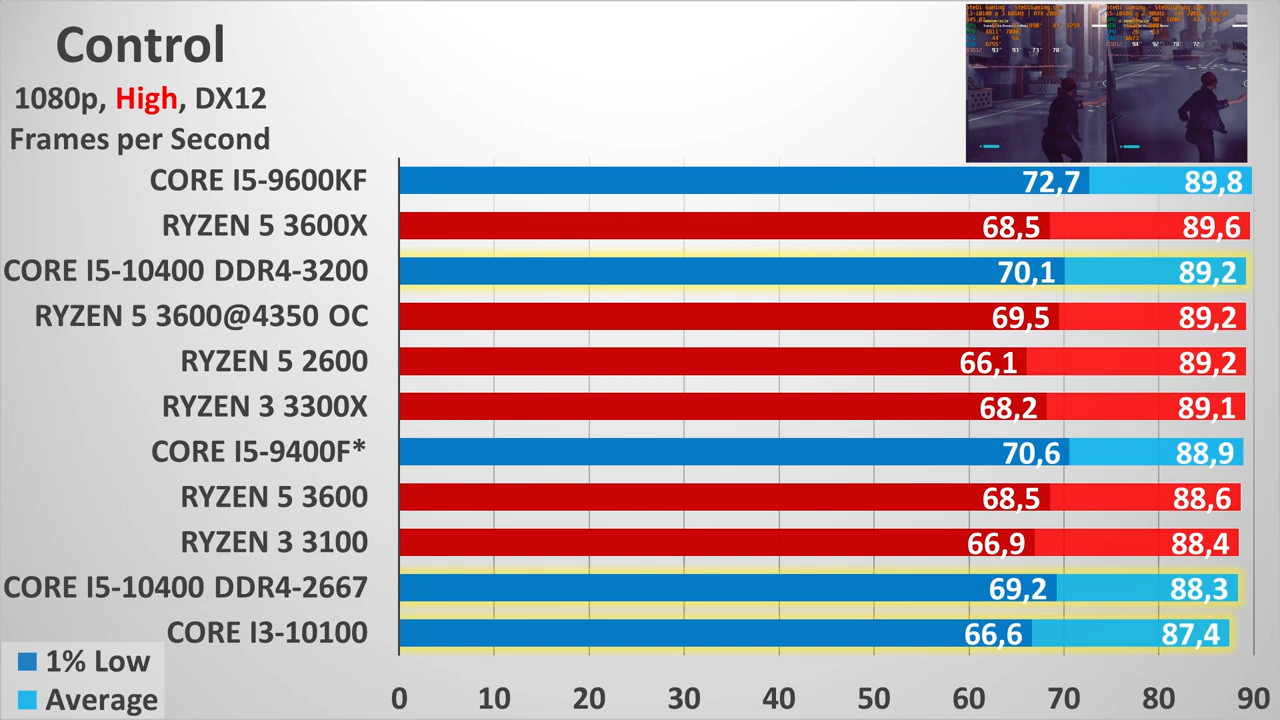 Control
1080p, High, DX12
Frames per Second
CORE I5-9600KF 72,7 89,8
RYZEN 5 3600X 68,5 89,6
CORE I5-10400 DDR4-3200 70,1 89,2
RYZEN 5 3600@4350 OC 69,5 89,2
RYZEN 5 2600 66,1 89,2
RYZEN 3 3300X 68,2 89,1
CORE I5-9400F* 70,6 88,9
RYZEN 5 3600 68,5 88,6
RYZEN 3 3100 66,9 88,4
CORE I5-10400 DDR4-2667 69,2 88,3
CORE I3-10100 66,6 87,4
1% Low
Average
0 10 20 30 40 50 60 70 80 90